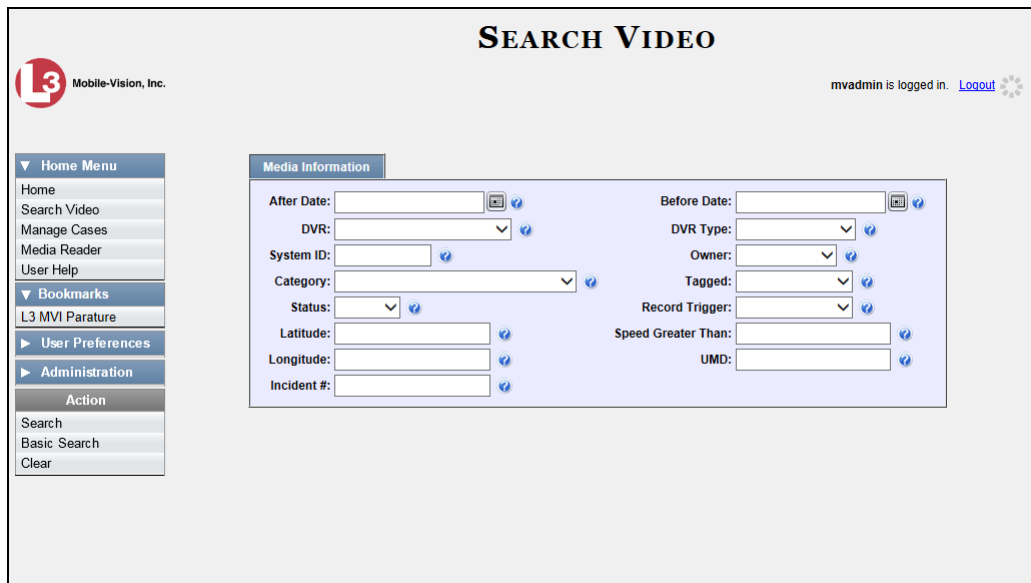 SEARCH VIDEO
L3 Mobile-Vision, Inc.
mvadmin is logged in. Logout
▼ Home Menu
Home
Search Video
Manage Cases
Media Reader
User Help
▼ Bookmarks
L3 MVI Parature
► User Preferences
► Administration
Action
Search
Basic Search
Clear
Media Information
After Date: Before Date:
DVR: DVR Type:
System ID: Owner:
Category: Tagged:
Status: Record Trigger:
Latitude: Speed Greater Than:
Longitude: UMD:
Incident #: